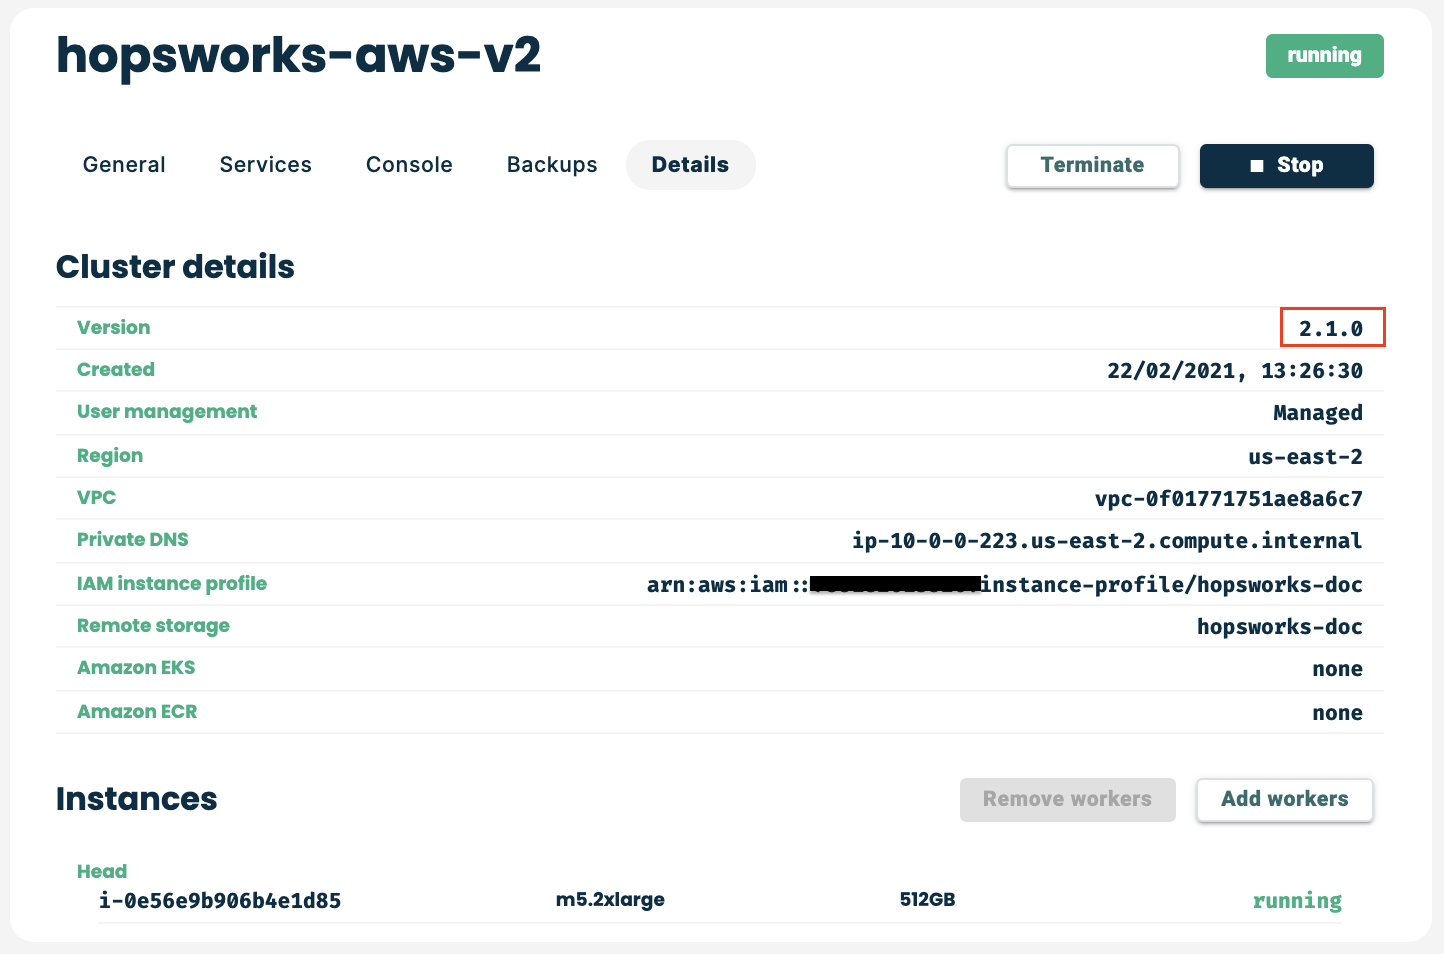 hopsworks-aws-v2
running
General Services Console Backups Details Terminate Stop
Cluster details
Version 2.1.0
Created 22/02/2021, 13:26:30
User management Managed
Region us-east-2
VPC vpc-0f01771751ae8a6c7
Private DNS ip-10-0-0-223.us-east-2.compute.internal
IAM instance profile arn:aws:iam:: instance-profile/hopsworks-doc
Remote storage hopsworks-doc
Amazon EKS none
Amazon ECR none
Instances Remove workers Add workers
Head
i-0e56e9b906b4e1d85 m5.2xlarge 512GB running